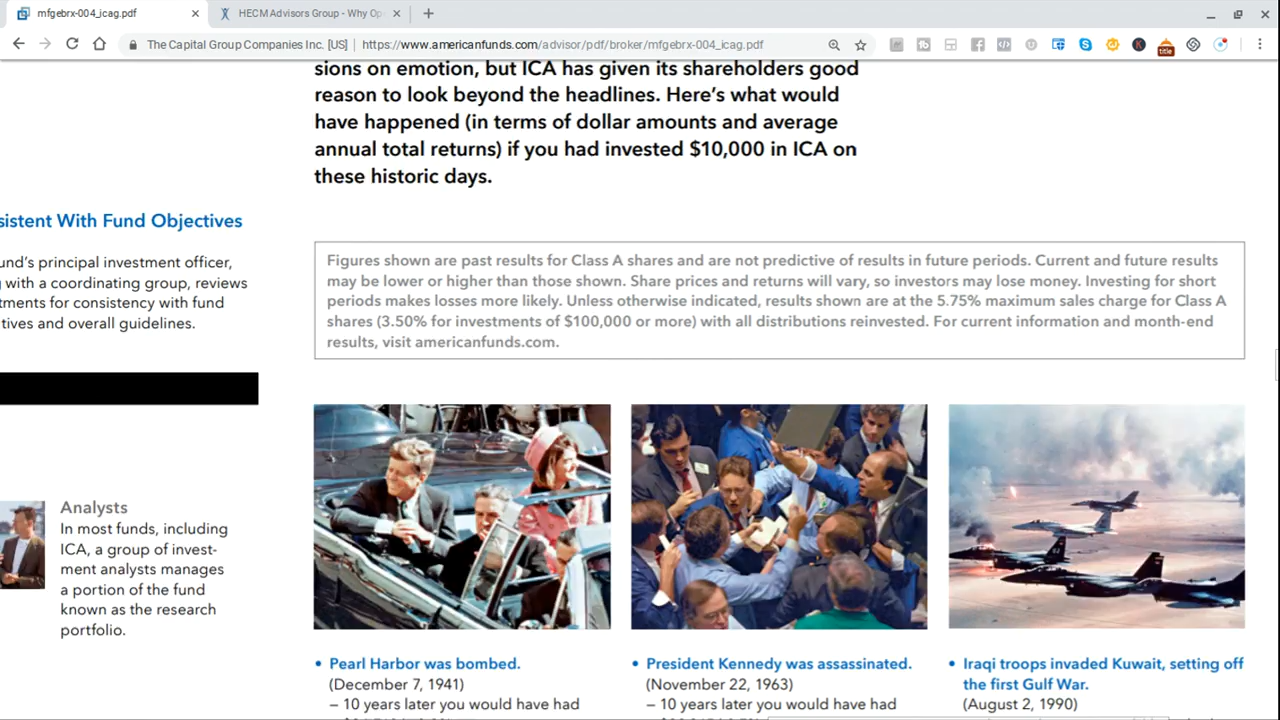 mfgebrx-004_icag.pdf
HECM Advisors Group - Why Op
The Capital Group Companies Inc. [US] | https://www.americanfunds.com/advisor/pdf/broker/mfgebrx-004_icag.pdf
title
sions on emotion, but ICA has given its shareholders good
reason to look beyond the headlines. Here's what would
have happened (in terms of dollar amounts and average
annual total returns) if you had invested $10,000 in ICA on
these historic days.
sistent With Fund Objectives
und's principal investment officer,
g with a coordinating group, reviews
tments for consistency with fund
tives and overall guidelines.
Figures shown are past results for Class A shares and are not predictive of results in future periods. Current and future results
may be lower or higher than those shown. Share prices and returns will vary, so investors may lose money. Investing for short
periods makes losses more likely. Unless otherwise indicated, results shown are at the 5.75% maximum sales charge for Class A
shares (3.50% for investments of $100,000 or more) with all distributions reinvested. For current information and month-end
results, visit americanfunds.com.
Analysts
In most funds, including
ICA, a group of invest-
ment analysts manages
a portion of the fund
known as the research
portfolio.
• Pearl Harbor was bombed.
(December 7, 1941)
– 10 years later you would have had
• President Kennedy was assassinated.
(November 22, 1963)
– 10 years later you would have had
• Iraqi troops invaded Kuwait, setting off
the first Gulf War.
(August 2, 1990)